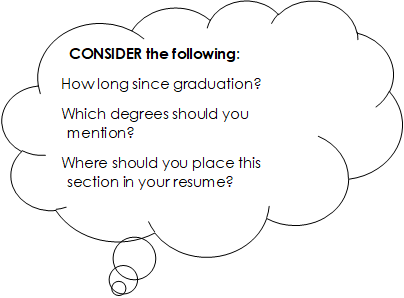 CONSIDER the following:
How long since graduation?
Which degrees should you
mention?
Where should you place this
section in your resume?